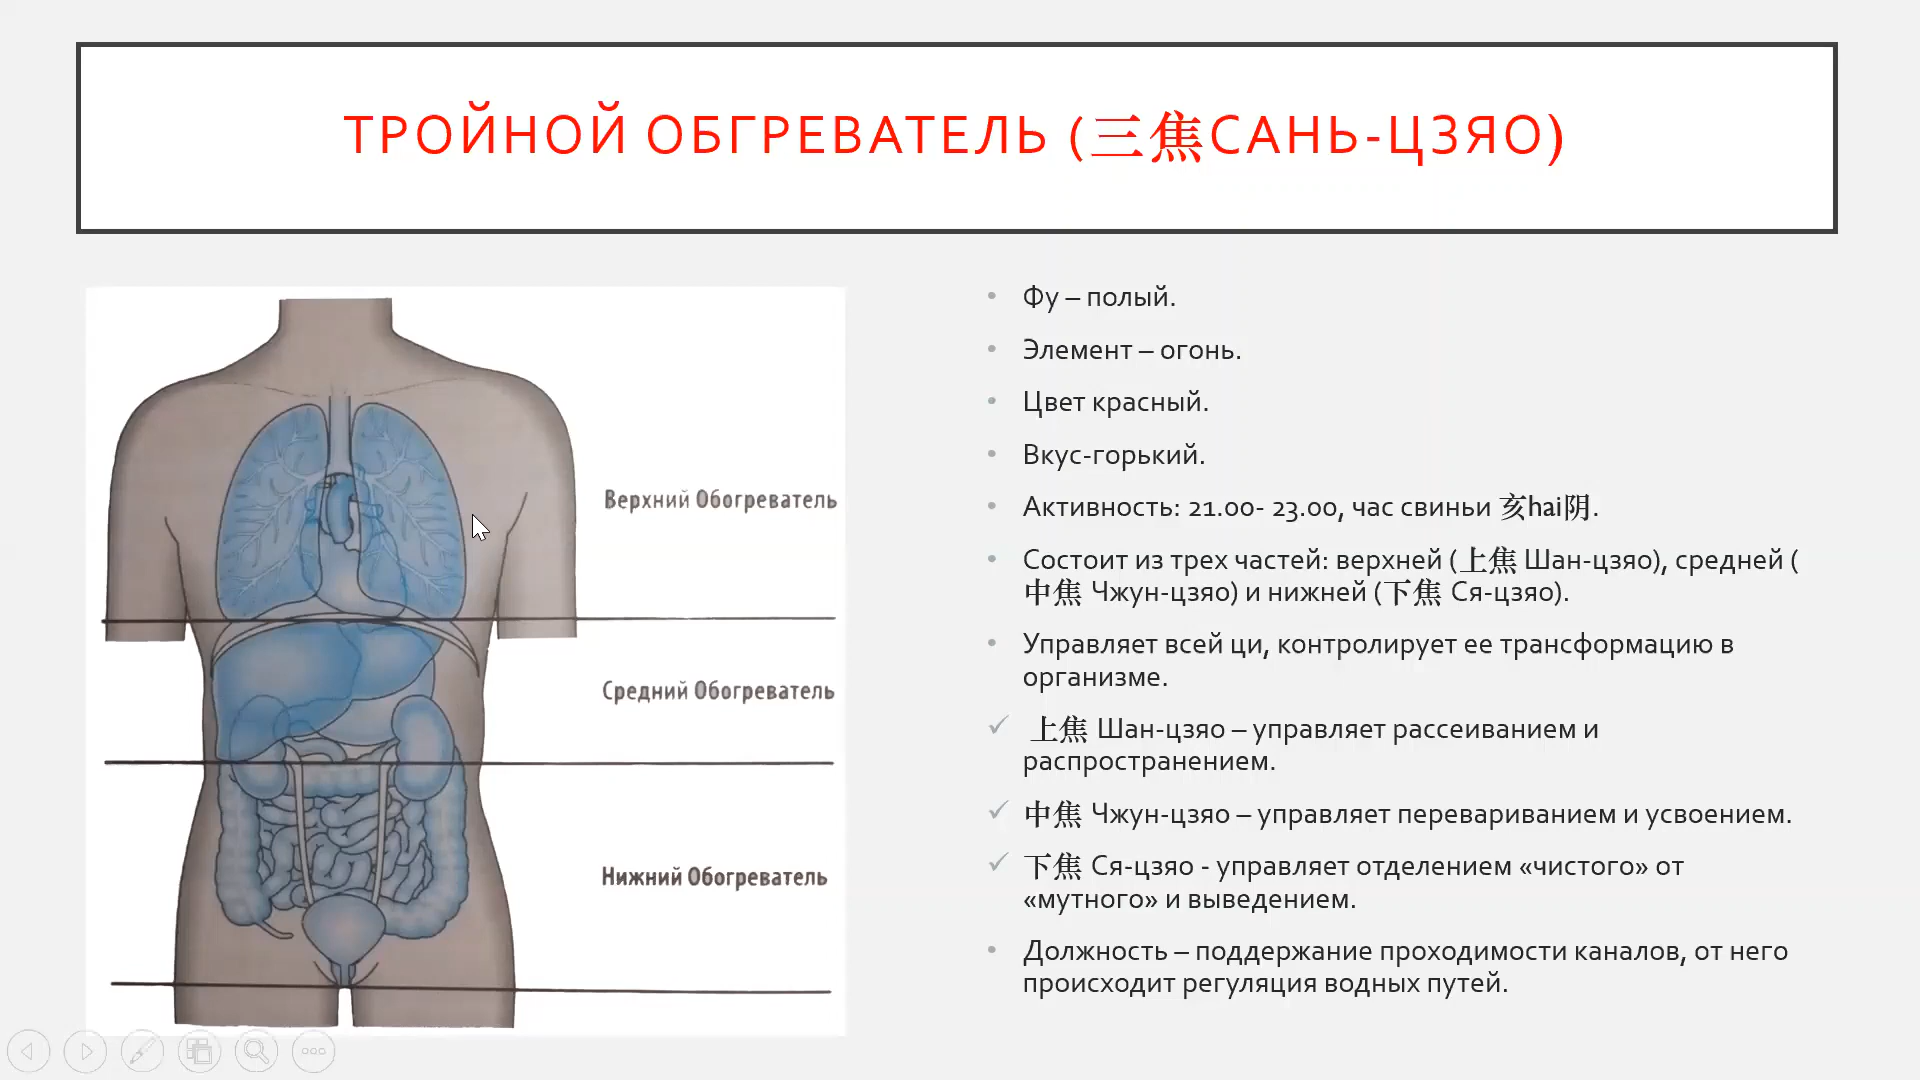 ТРОЙНОЙ ОБГРЕВАТЕЛЬ (三焦САНЬ-ЦЗЯО)
Верхний Обогреватель
Средний Обогреватель
Нижний Обогреватель
• Фу – полый.
• Элемент – огонь.
• Цвет красный.
• Вкус-горький.
• Активность: 21.00- 23.00, час свиньи 亥hai阴.
• Состоит из трех частей: верхней (上焦 Шан-цзяо), средней (
中焦 Чжун-цзяо) и нижней (下焦 Ся-цзяо).
• Управляет всей ци, контролирует ее трансформацию в
организме.
✓ 上焦 Шан-цзяо – управляет рассеиванием и
распространением.
✓ 中焦 Чжун-цзяо – управляет перевариванием и усвоением.
✓ 下焦 Ся-цзяо - управляет отделением «чистого» от
«мутного» и выведением.
• Должность – поддержание проходимости каналов, от него
происходит регуляция водных путей.